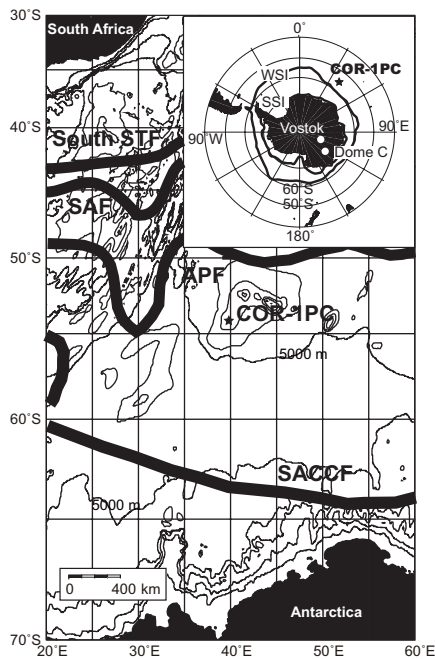 30°S
South Africa
0°
COR-1PC
WSI
SSI
40°S
South STF
90°W
Vostok
90°E
Dome C
SAF
60°S
50°S
180°
50°S
APF
COR-1PC
5000 m
60°S
SACCF
5000 m
0 400 km
Antarctica
70°S
20°E 30°E 40°E 50°E 60°E